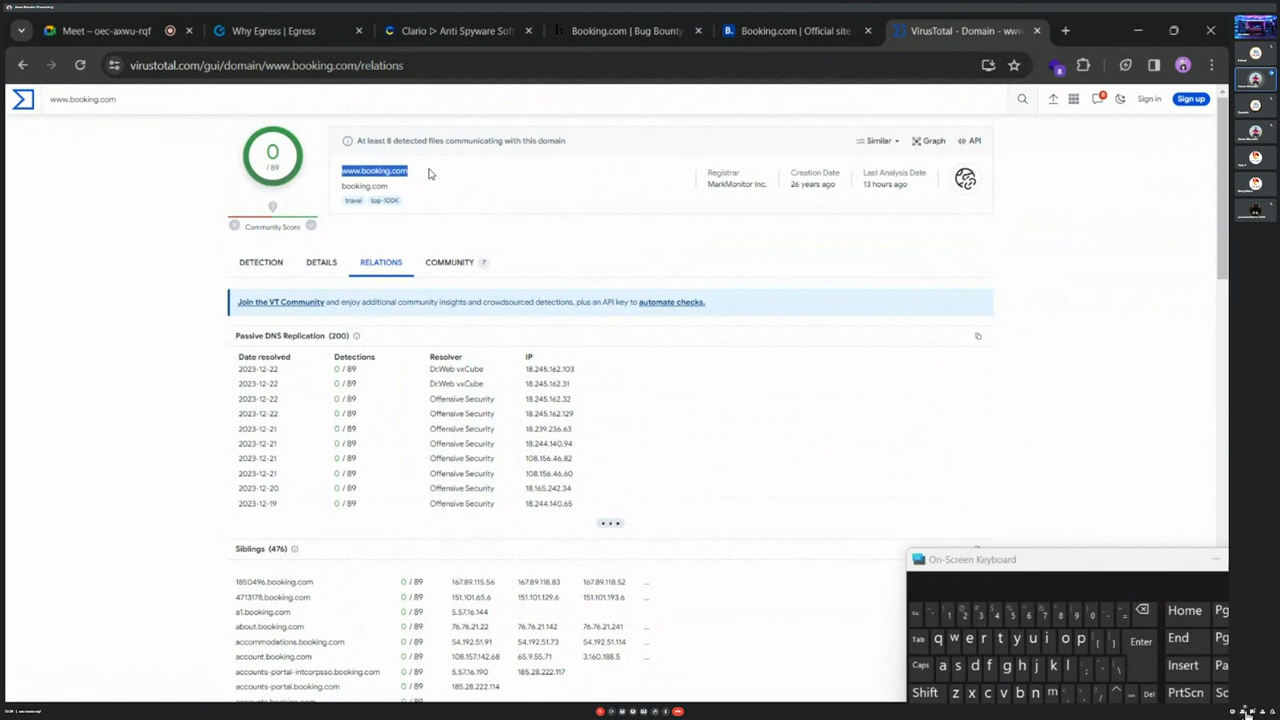 Meet – oec-axwu-rqf
Why Egress | Egress
Clario ▷ Anti Spyware Soft
Booking.com | Bug Bounty
Booking.com | Official site
VirusTotal - Domain - www
virustotal.com/gui/domain/www.booking.com/relations
8
www.booking.com
Sign in
Sign up
0
/ 89
Community Score
At least 8 detected files communicating with this domain
Similar
Graph
API
www.booking.com
booking.com
travel
top-100K
Registrar
MarkMonitor Inc.
Creation Date
26 years ago
Last Analysis Date
13 hours ago
DETECTION
DETAILS
RELATIONS
COMMUNITY
7
Join the VT Community and enjoy additional community insights and crowdsourced detections, plus an API key to automate checks.
Passive DNS Replication (200)
Date resolved Detections Resolver IP
2023-12-22 0 / 89 Dr.Web vxCube 18.245.162.103
2023-12-22 0 / 89 Dr.Web vxCube 18.245.162.31
2023-12-22 0 / 89 Offensive Security 18.245.162.32
2023-12-22 0 / 89 Offensive Security 18.245.162.129
2023-12-21 0 / 89 Offensive Security 18.239.236.63
2023-12-21 0 / 89 Offensive Security 18.244.140.94
2023-12-21 0 / 89 Offensive Security 108.156.46.82
2023-12-21 0 / 89 Offensive Security 108.156.46.60
2023-12-20 0 / 89 Offensive Security 18.165.242.34
2023-12-19 0 / 89 Offensive Security 18.244.140.65
Siblings (476)
1850496.booking.com 0 / 89 167.89.115.56 167.89.118.83 167.89.118.52 ...
4713178.booking.com 0 / 89 151.101.65.6 151.101.129.6 151.101.193.6 ...
a1.booking.com 0 / 89 5.57.16.144
about.booking.com 0 / 89 76.76.21.22 76.76.21.142 76.76.21.241 ...
accommodations.booking.com 0 / 89 54.192.51.91 54.192.51.73 54.192.51.114 ...
account.booking.com 0 / 89 108.157.142.68 65.9.55.71 3.160.188.5 ...
accounts-portal-intcorpsso.booking.com 0 / 89 5.57.16.190 185.28.222.117
accounts-portal.booking.com 0 / 89 185.28.222.114
On-Screen Keyboard
1 2 3 4 5 6 7 8 9 0 - = Home Pg
Tab q w e r t y u i o p [ ] Enter End Pg
Caps a s d f g h j k l ; ' \ Insert Pa
Shift z x c v b n m , . / Del PrtScn Sc